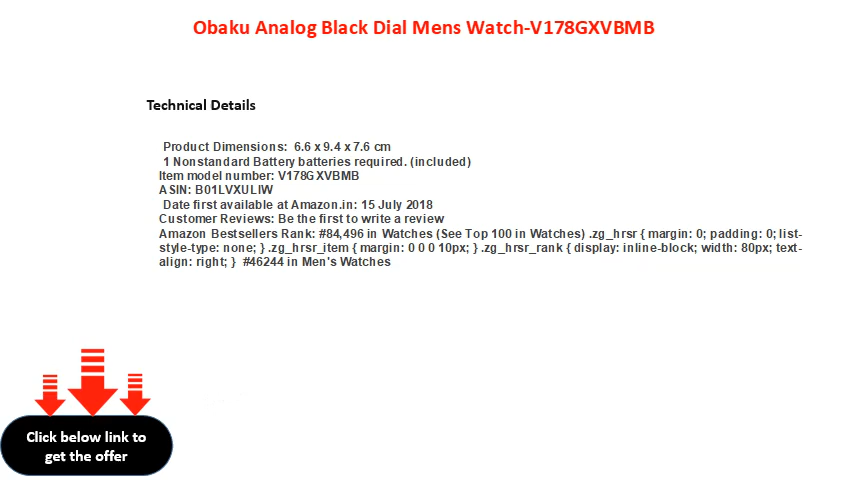 Obaku Analog Black Dial Mens Watch-V178GXVBMB
Technical Details
Product Dimensions:  6.6 x 9.4 x 7.6 cm
1 Nonstandard Battery batteries required. (included)
Item model number: V178GXVBMB
ASIN: B01LVXULIW
Date first available at Amazon.in: 15 July 2018
Customer Reviews: Be the first to write a review
Amazon Bestsellers Rank: #84,496 in Watches (See Top 100 in Watches) .zg_hrsr { margin: 0; padding: 0; list-
style-type: none; } .zg_hrsr_item { margin: 0 0 0 10px; } .zg_hrsr_rank { display: inline-block; width: 80px; text-
align: right; }  #46244 in Men's Watches
Click below link to
get the offer